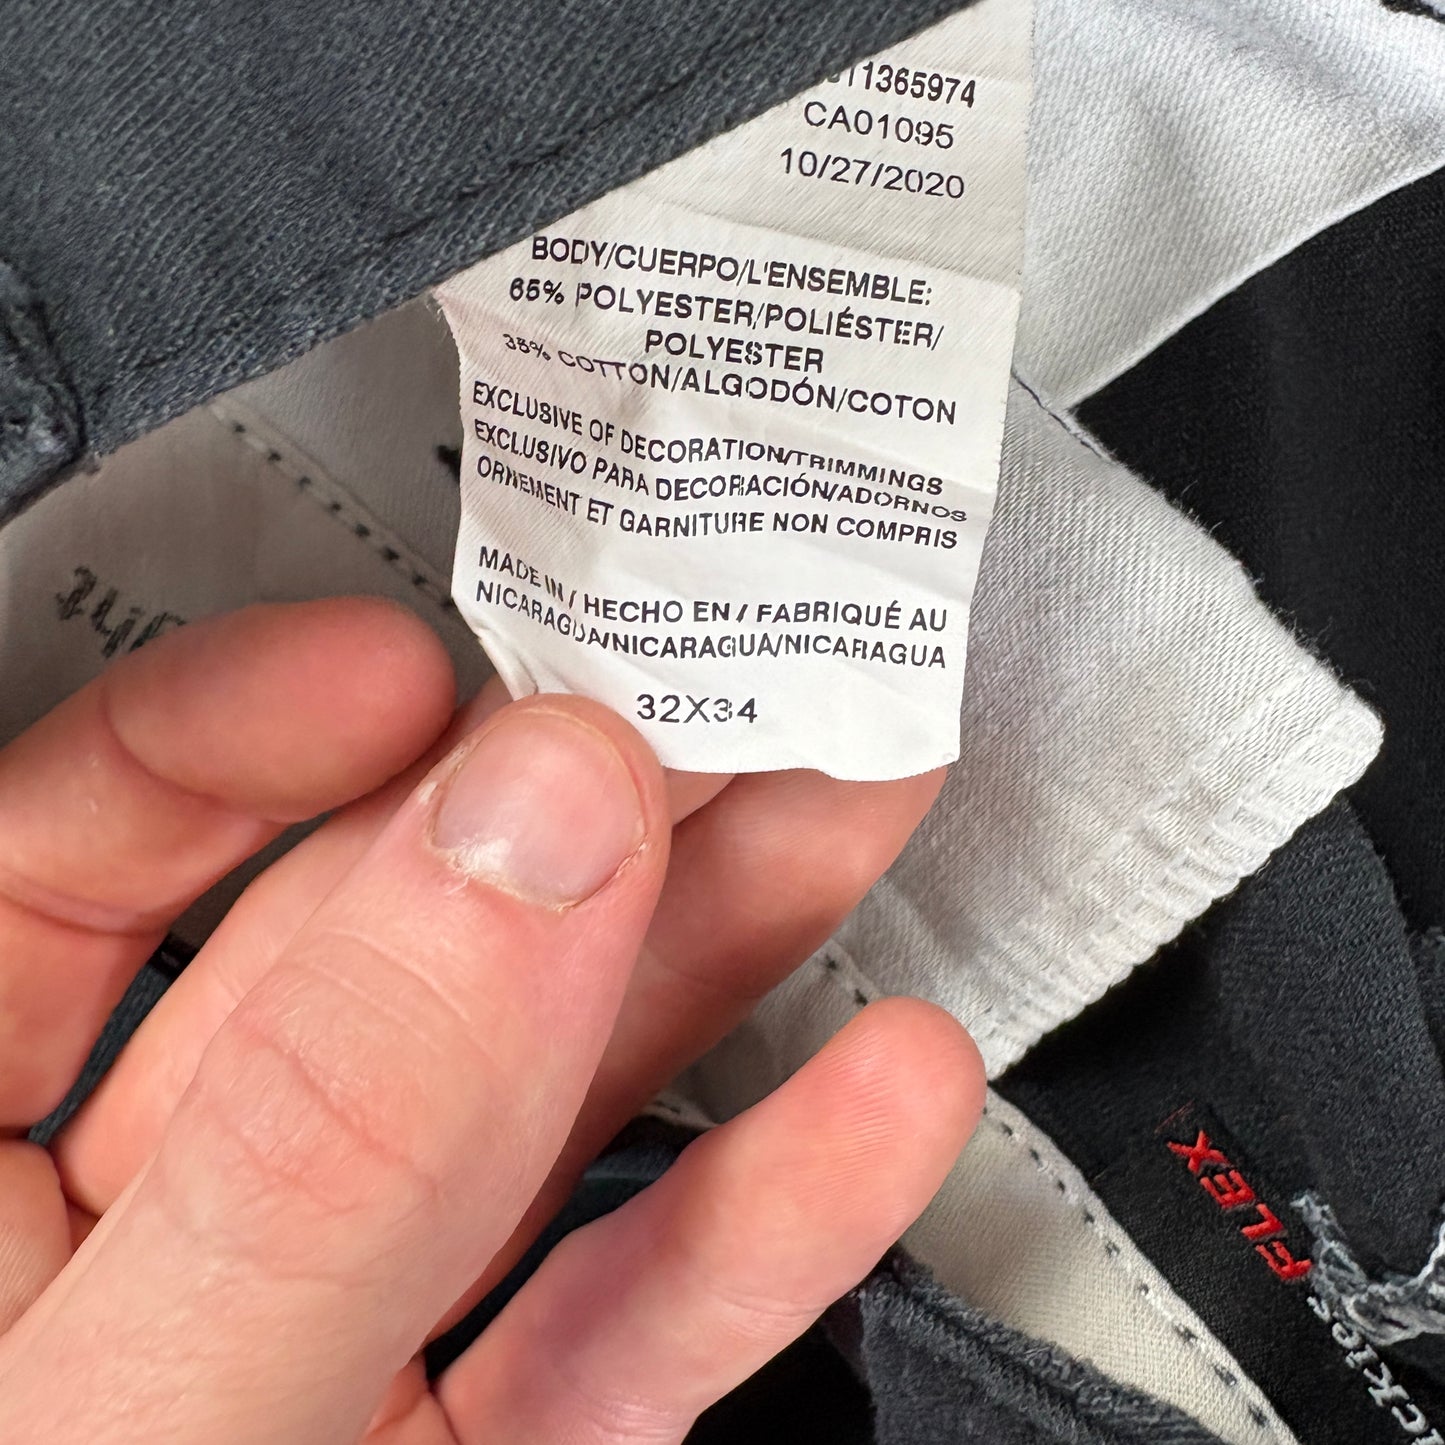 11365974
CA01095
10/27/2020
BODY/CUERPO/L'ENSEMBLE:
65% POLYESTER/POLIÉSTER/
POLYESTER
35% COTTON/ALGODÓN/COTON
EXCLUSIVE OF DECORATION/TRIMMINGS
EXCLUSIVO PARA DECORACIÓN/ADORNOS
ORNEMENT ET GARNITURE NON COMPRIS
MADE IN / HECHO EN / FABRIQUÉ AU
NICARAGUA/NICARAGUA/NICARAGUA
32X34
FLEX
ickies